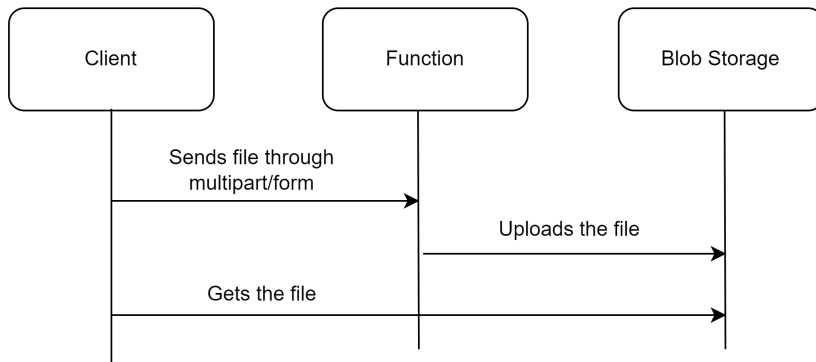 Client
Function
Blob Storage
Sends file through
multipart/form
Uploads the file
Gets the file